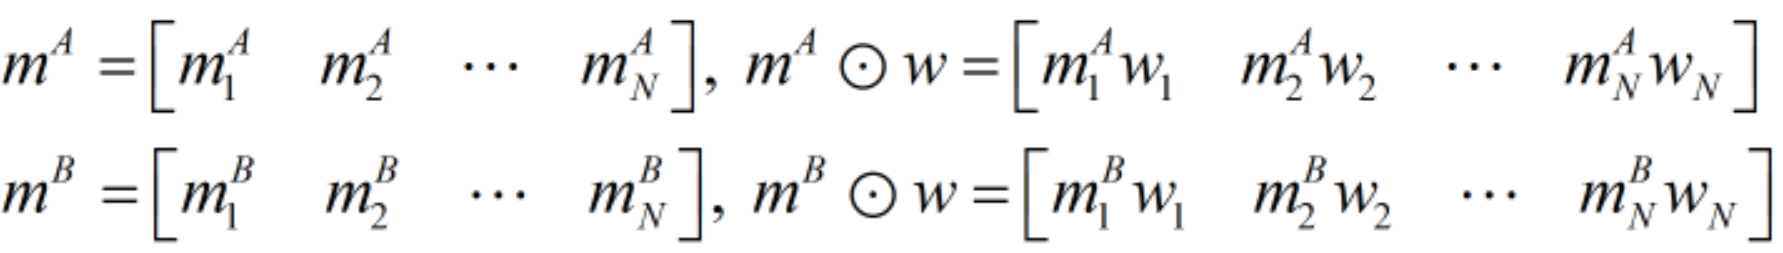 m^A = [ m_1^A m_2^A ⋯ m_N^A ], m^A ⊙ w = [ m_1^A w_1 m_2^A w_2 ⋯ m_N^A w_N ]
m^B = [ m_1^B m_2^B ⋯ m_N^B ], m^B ⊙ w = [ m_1^B w_1 m_2^B w_2 ⋯ m_N^B w_N ]